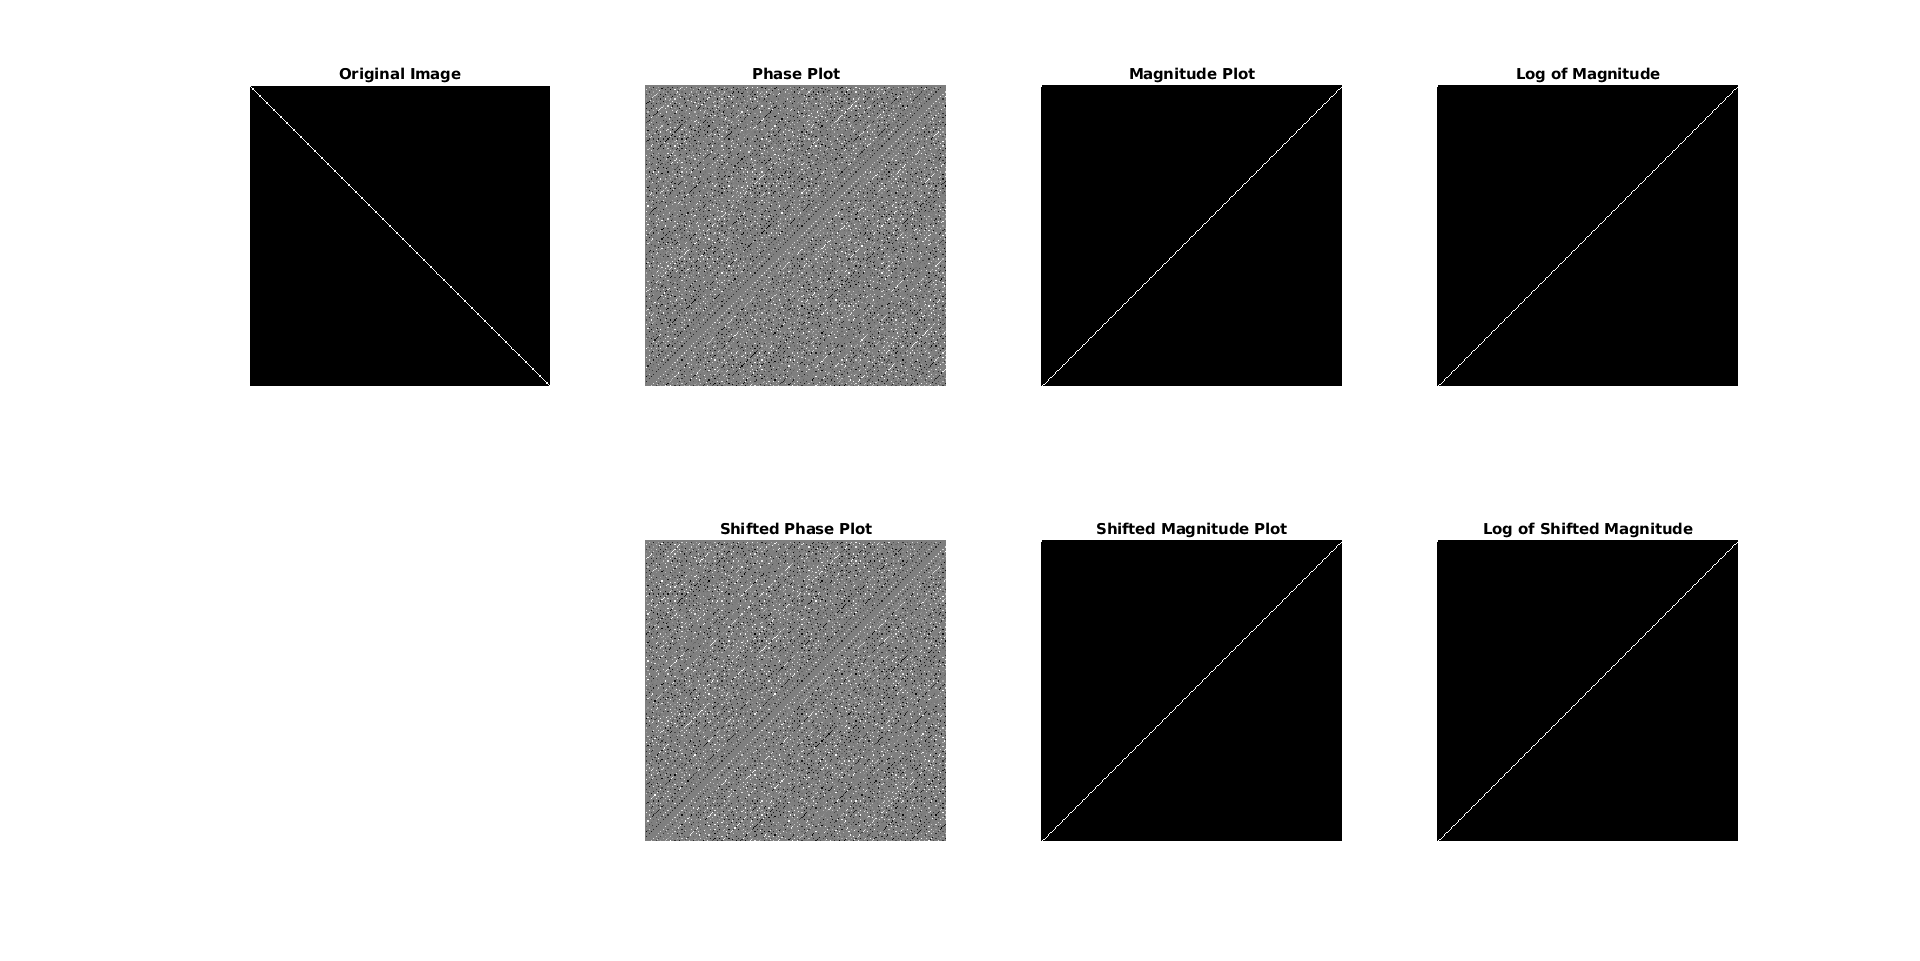 Original Image
Phase Plot
Magnitude Plot
Log of Magnitude
Shifted Phase Plot
Shifted Magnitude Plot
Log of Shifted Magnitude